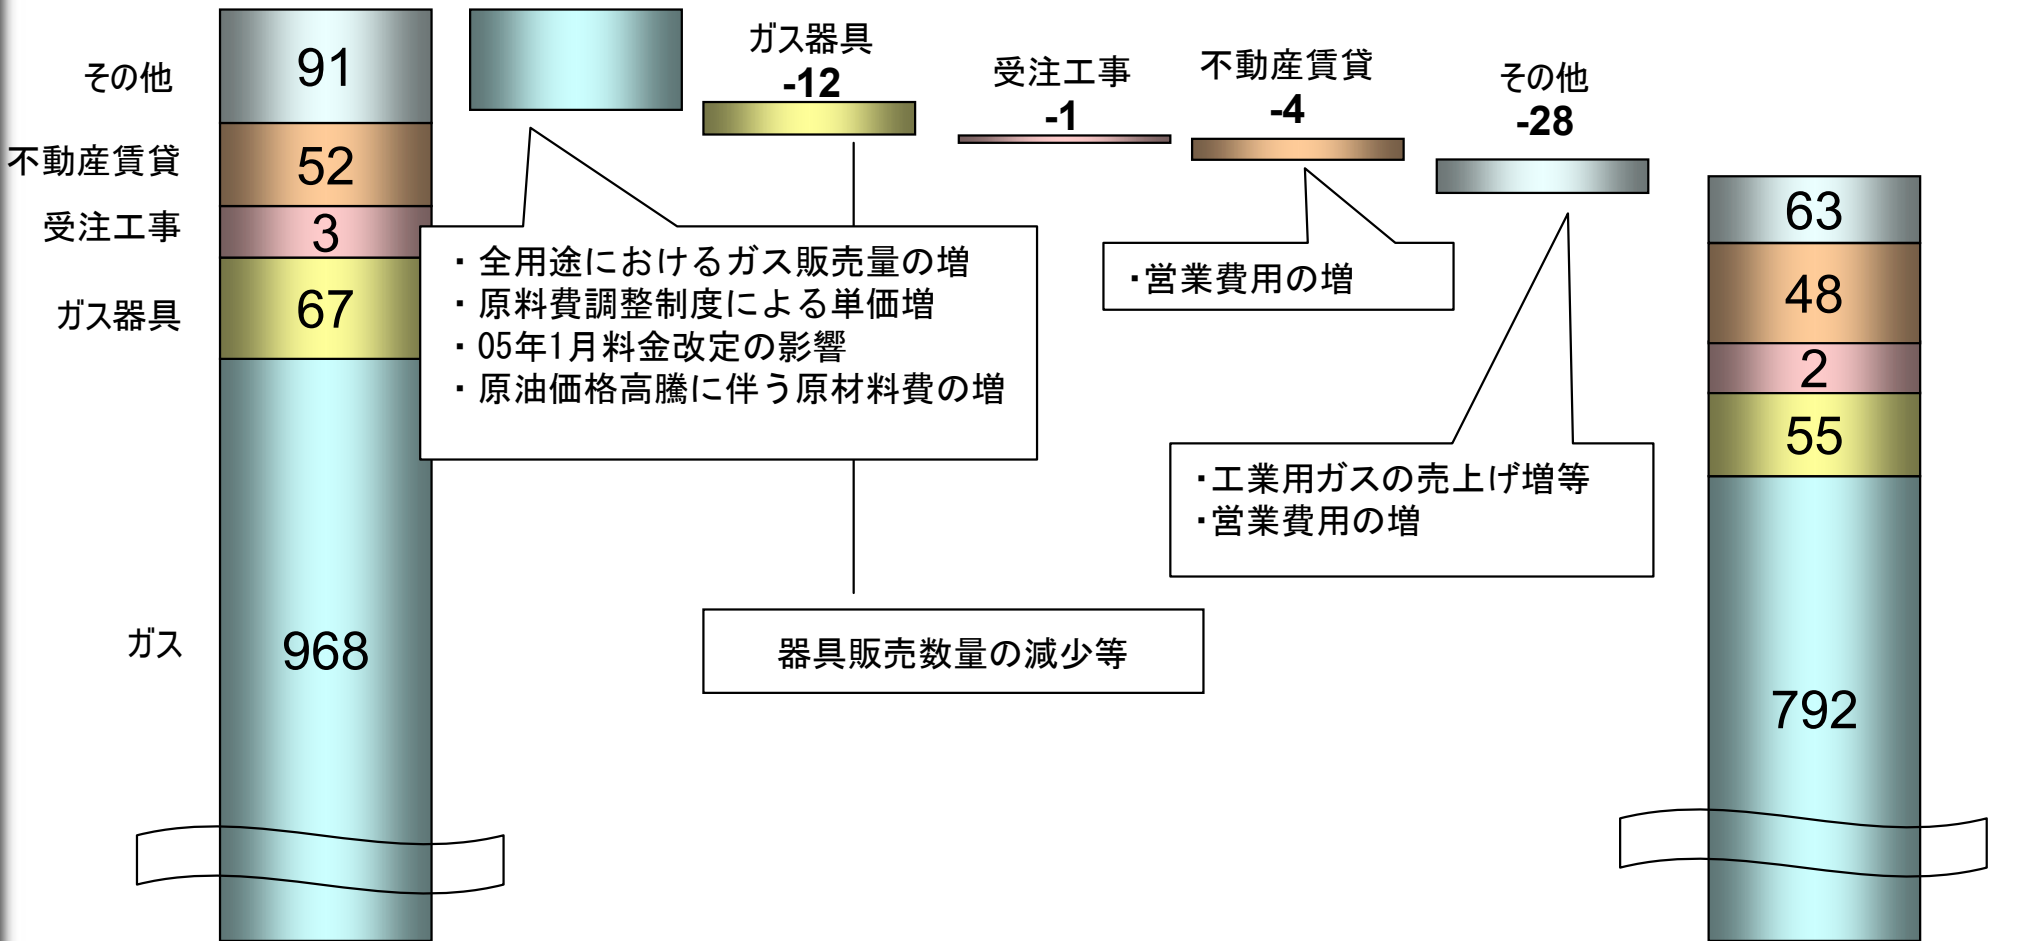 その他
91
不動産賃貸
52
受注工事
3
ガス器具
67
ガス
968
ガス器具
-12
受注工事
-1
不動産賃貸
-4
その他
-28
・全用途におけるガス販売量の増
・原料費調整制度による単価増
・05年1月料金改定の影響
・原油価格高騰に伴う原材料費の増
・営業費用の増
・工業用ガスの売上げ増等
・営業費用の増
器具販売数量の減少等
63
48
2
55
792